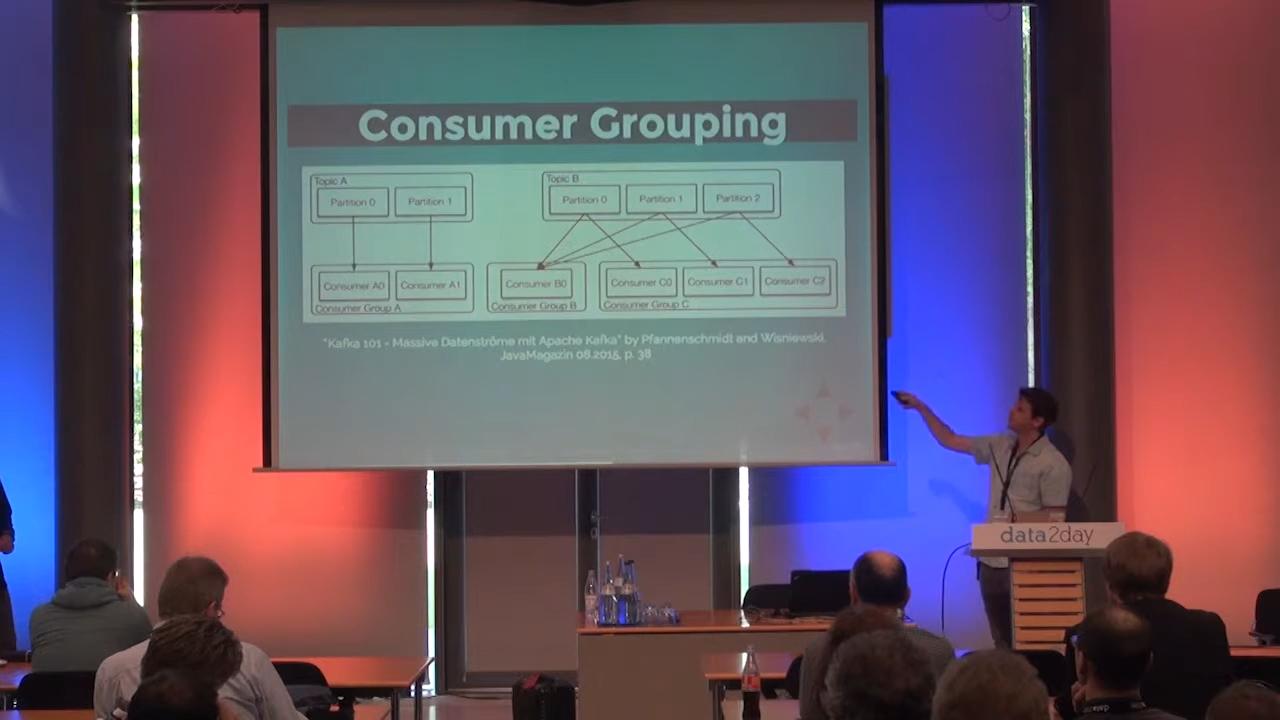 Consumer Grouping
Topic A
Partition 0
Partition 1
Topic B
Partition 0
Partition 1
Partition 2
Consumer A0
Consumer A1
Consumer Group A
Consumer B0
Consumer Group B
Consumer C0
Consumer C1
Consumer C2
Consumer Group C
"Kafka 101 - Massive Datenströme mit Apache Kafka" by Pfannenschmidt and Wisniewski,
JavaMagazin 08.2015, p. 38
data2day